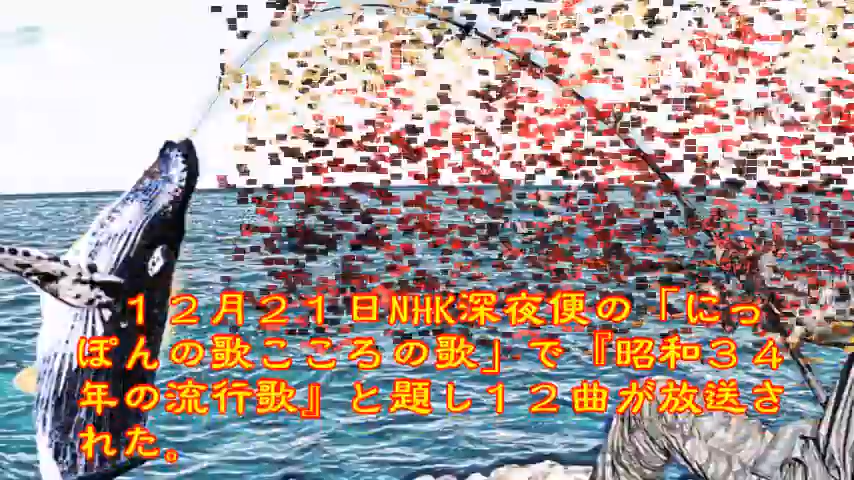 １２月２１日NHK深夜便の「にっ
ぽんの歌こころの歌」で『昭和３４
年の流行歌』と題し１２曲が放送さ
れた。